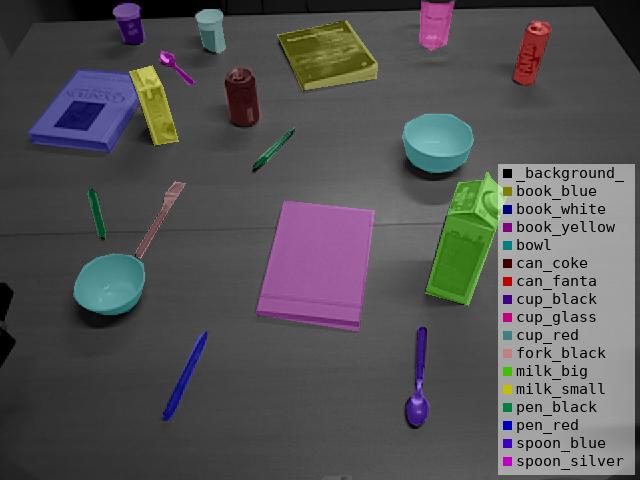 _background_
book_blue
book_white
book_yellow
bowl
can_coke
can_fanta
cup_black
cup_glass
cup_red
fork_black
milk_big
milk_small
pen_black
pen_red
spoon_blue
spoon_silver